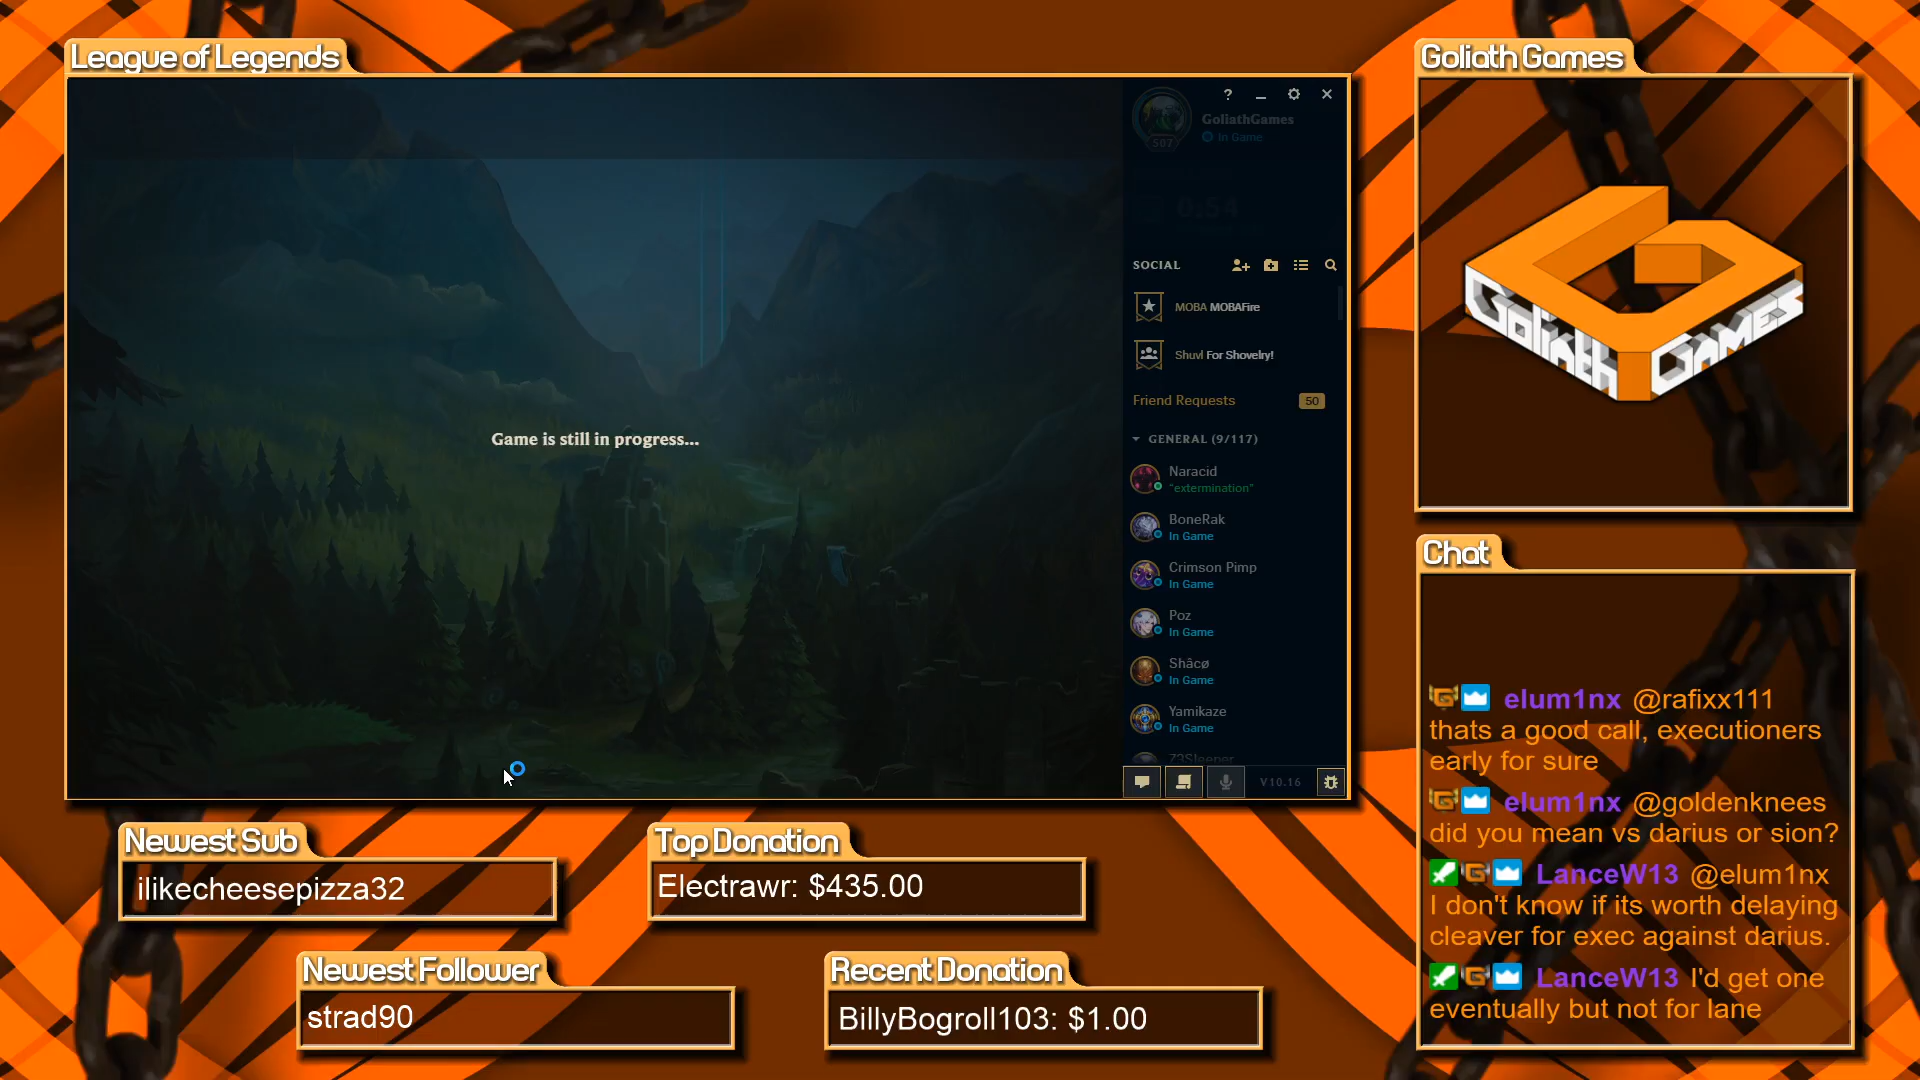 League of Legends
?
GoliathGames
In Game
507
6.54
SOCIAL
MOBA MOBAFire
Shuvl For Shovelry!
Friend Requests 50
GENERAL (9/117)
Naracid
"extermination"
BoneRak
In Game
Crimson Pimp
In Game
Poz
In Game
Shâcø
In Game
Yamikaze
In Game
V10.16
Game is still in progress...
Goliath Games
Goliath GAMES
Chat
elum1nx @rafixx111
thats a good call, executioners
early for sure
elum1nx @goldenknees
did you mean vs darius or sion?
LanceW13 @elum1nx
I don't know if its worth delaying
cleaver for exec against darius.
LanceW13 I'd get one
eventually but not for lane
Newest Sub
ilikecheesepizza32
Top Donation
Electrawr: $435.00
Newest Follower
strad90
Recent Donation
BillyBogroll103: $1.00